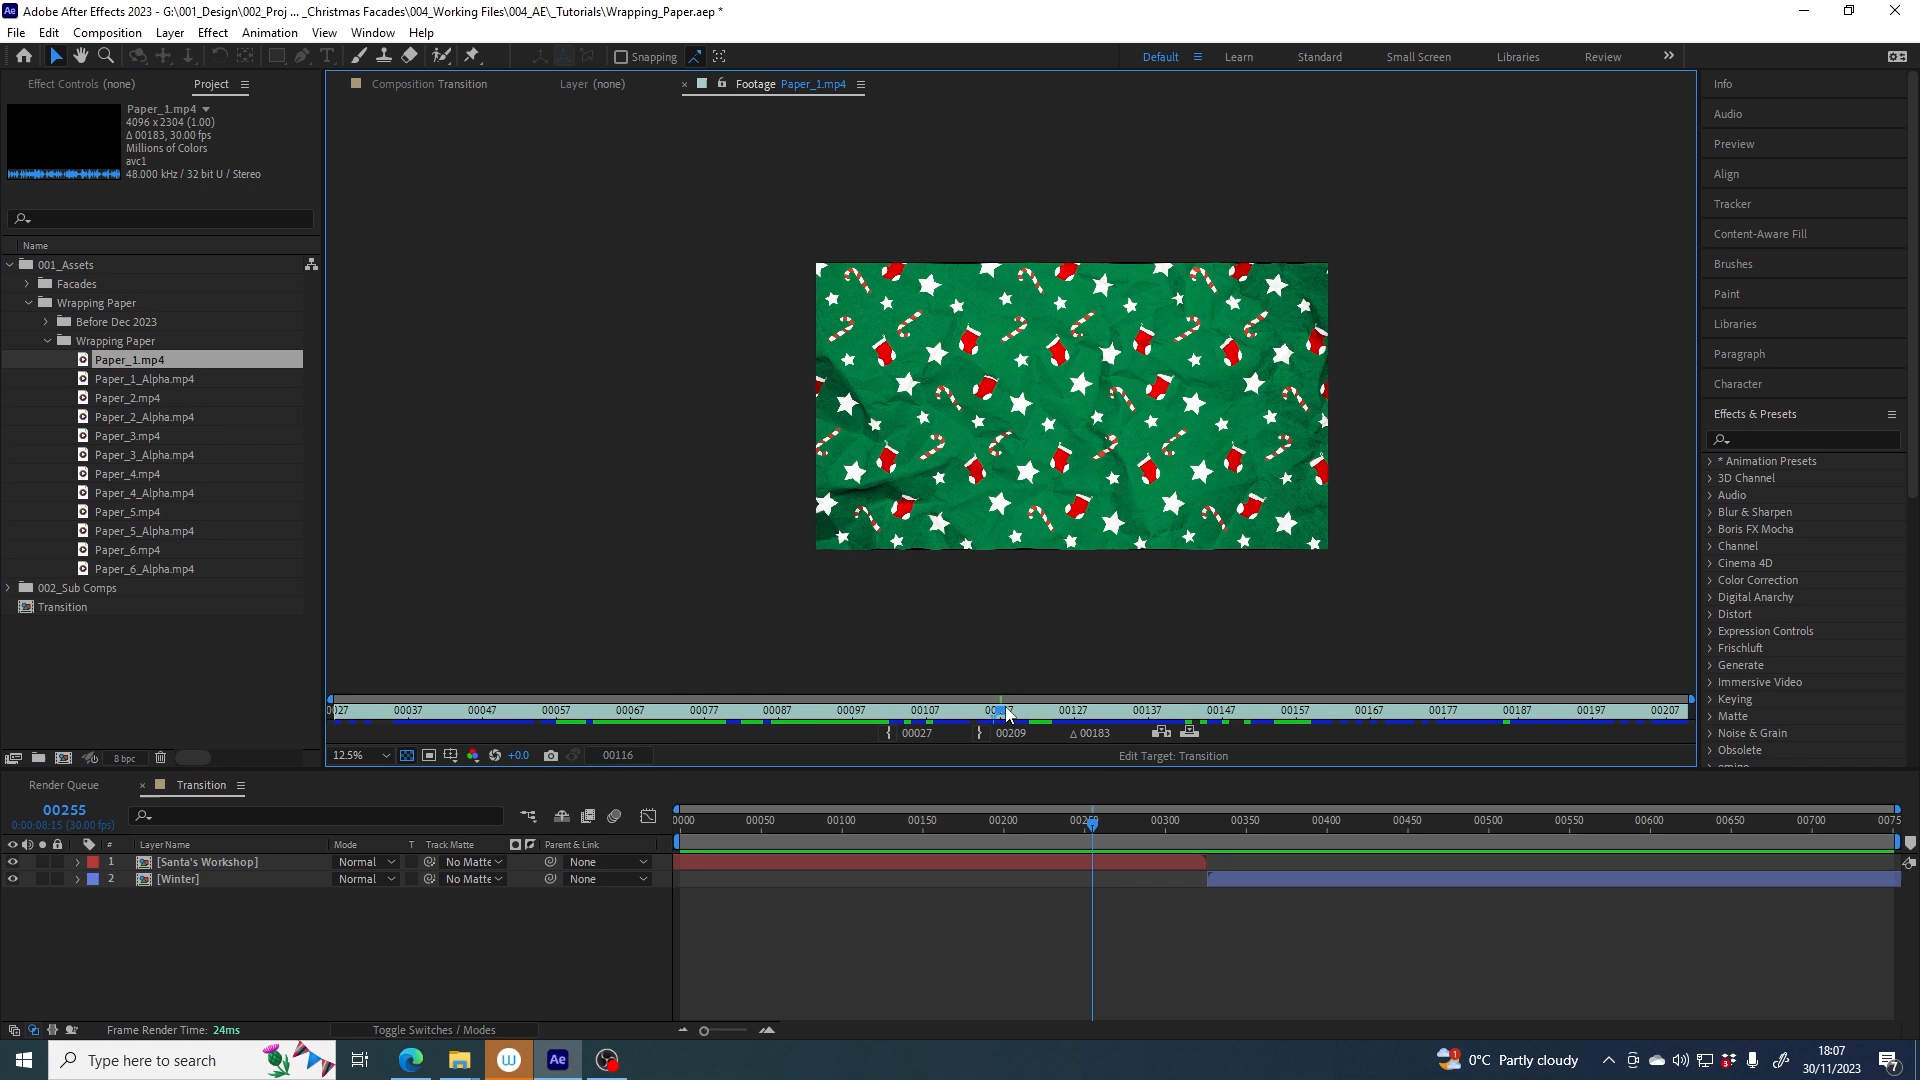 Adobe After Effects 2023 - G:\001_Design\002_Proj ... _Christmas Facades\004_Working Files\004_AE\_Tutorials\Wrapping_Paper.aep *
File Edit Composition Layer Effect Animation View Window Help
Snapping
Default Learn Standard Small Screen Libraries Review
Effect Controls (none) Project
Composition Transition Layer (none) Footage Paper_1.mp4
Paper_1.mp4
4096 x 2304 (1.00)
Δ 00183, 30.00 fps
Millions of Colors
avc1
48.000 kHz / 32 bit U / Stereo
Name
001_Assets
Facades
Wrapping Paper
Before Dec 2023
Wrapping Paper
Paper_1.mp4
Paper_1_Alpha.mp4
Paper_2.mp4
Paper_2_Alpha.mp4
Paper_3.mp4
Paper_3_Alpha.mp4
Paper_4.mp4
Paper_4_Alpha.mp4
Paper_5.mp4
Paper_5_Alpha.mp4
Paper_6.mp4
Paper_6_Alpha.mp4
002_Sub Comps
Transition
8 bpc
00037 00047 00057 00067 00077 00087 00097 00107 00127 00137 00147 00157 00167 00177 00187 00197 00207
00027 00209 Δ 00183
12.5% +0.0 00116 Edit Target: Transition
Info
Audio
Preview
Align
Tracker
Content-Aware Fill
Brushes
Paint
Libraries
Paragraph
Character
Effects & Presets
* Animation Presets
3D Channel
Audio
Blur & Sharpen
Boris FX Mocha
Channel
Cinema 4D
Color Correction
Digital Anarchy
Distort
Expression Controls
Frischluft
Generate
Immersive Video
Keying
Matte
Noise & Grain
Obsolete
Render Queue Transition
00255
0:00:08:15 (30.00 fps)
0000 00050 00100 00150 00200 00300 00350 00400 00450 00500 00550 00600 00650 00700 0075
# Layer Name Mode T Track Matte Parent & Link
1 [Santa's Workshop] Normal No Matte None
2 [Winter] Normal No Matte None
Frame Render Time: 24ms Toggle Switches / Modes
Type here to search
0°C Partly cloudy
18:07
30/11/2023
7